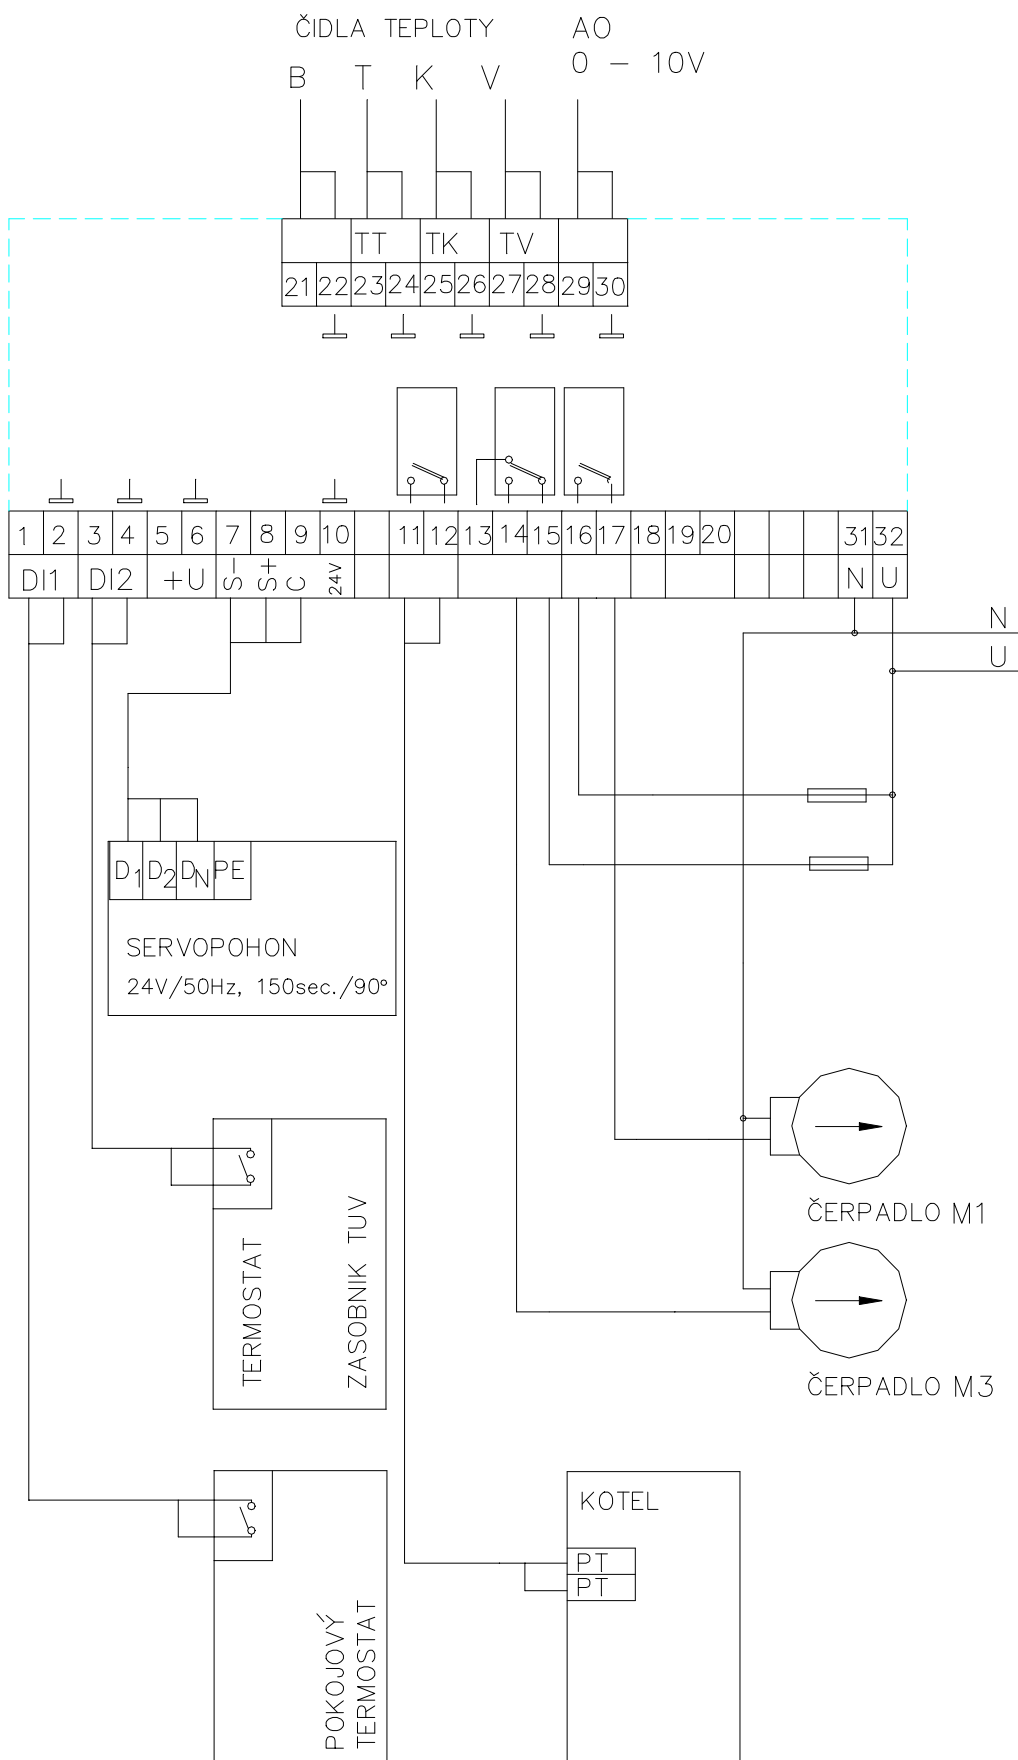 ČIDLA TEPLOTY
AO
0 - 10V
B T K V
TT TK TV
21 22 23 24 25 26 27 28 29 30
1 2 3 4 5 6 7 8 9 10 11 12 13 14 15 16 17 18 19 20 31 32
DI1 DI2 +U S- S+ C 24V N U
N
U
D1 D2 DN PE
SERVOPOHON
24V/50Hz, 150sec./90°
TERMOSTAT
ZASOBNIK TUV
ČERPADLO M1
ČERPADLO M3
POKOJOVÝ
TERMOSTAT
KOTEL
PT
PT